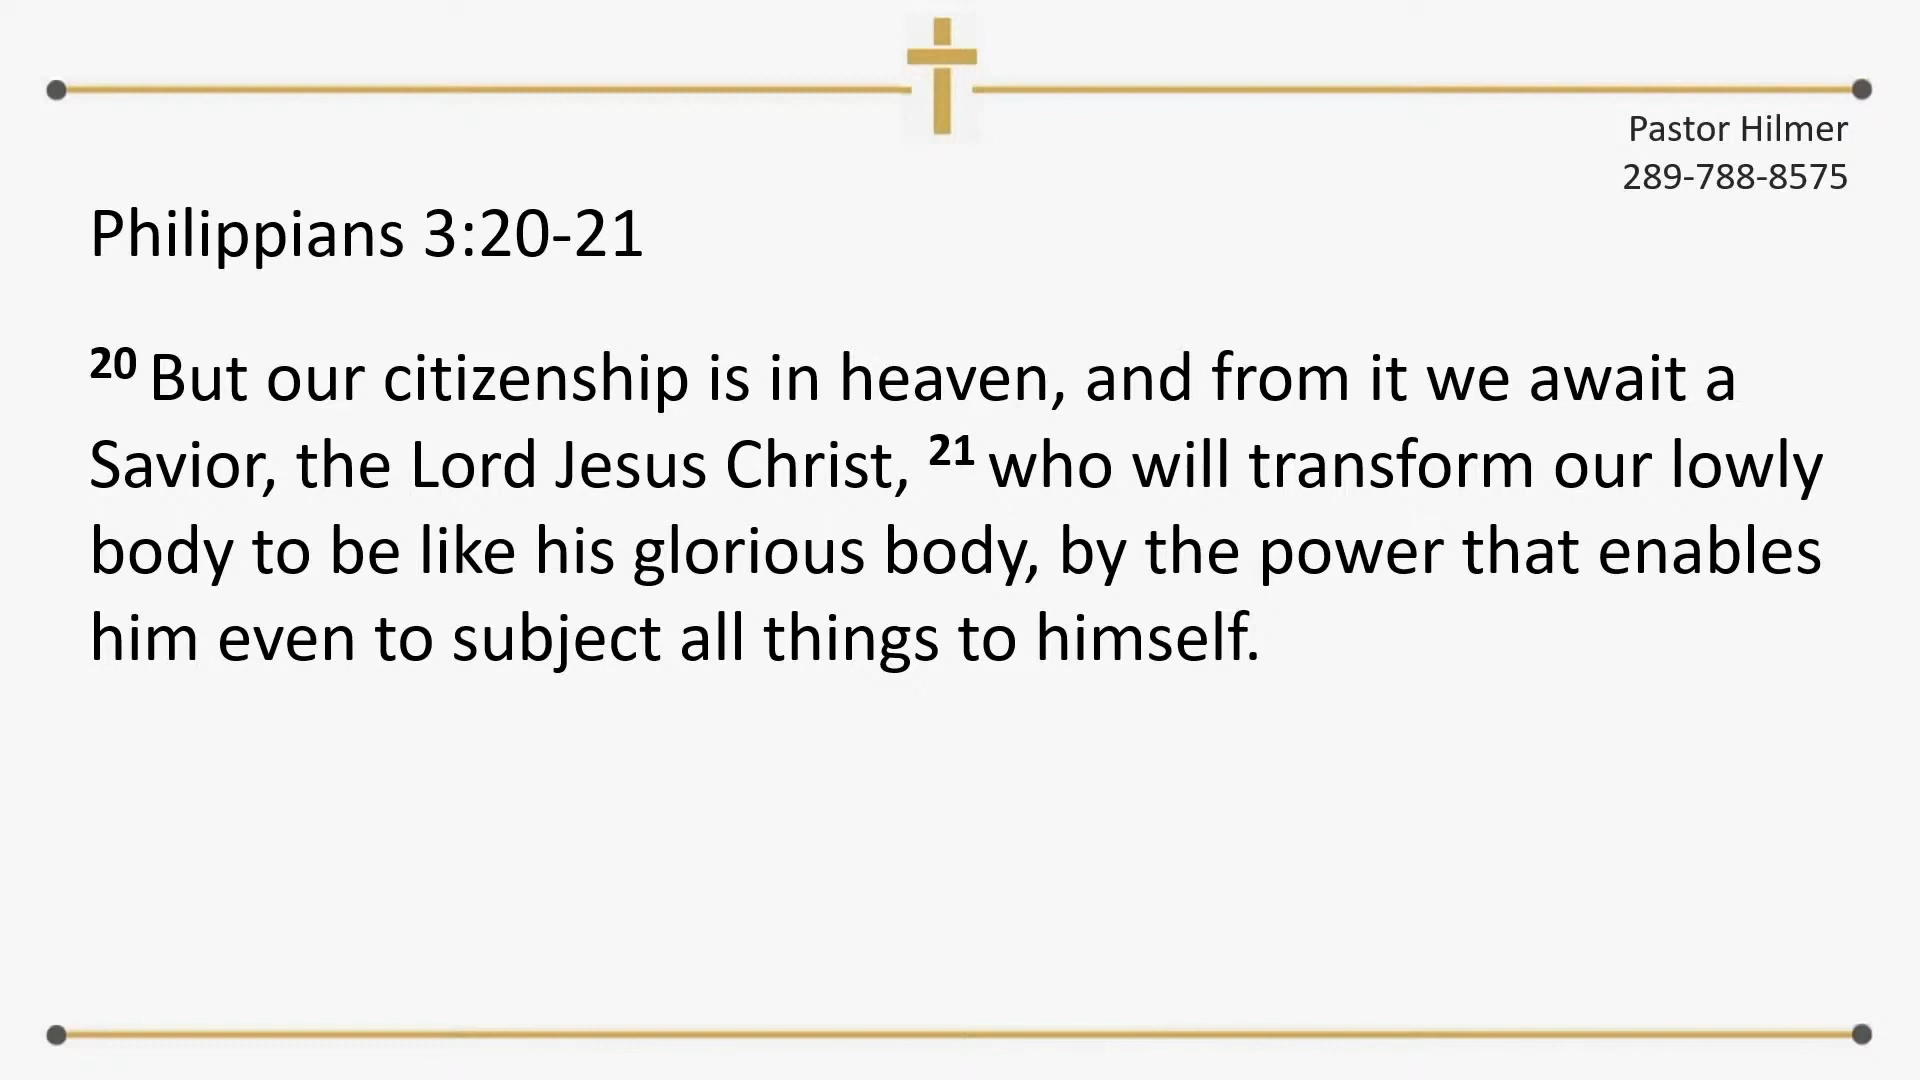 Pastor Hilmer
289-788-8575
Philippians 3:20-21
20 But our citizenship is in heaven, and from it we await a
Savior, the Lord Jesus Christ, 21 who will transform our lowly
body to be like his glorious body, by the power that enables
him even to subject all things to himself.